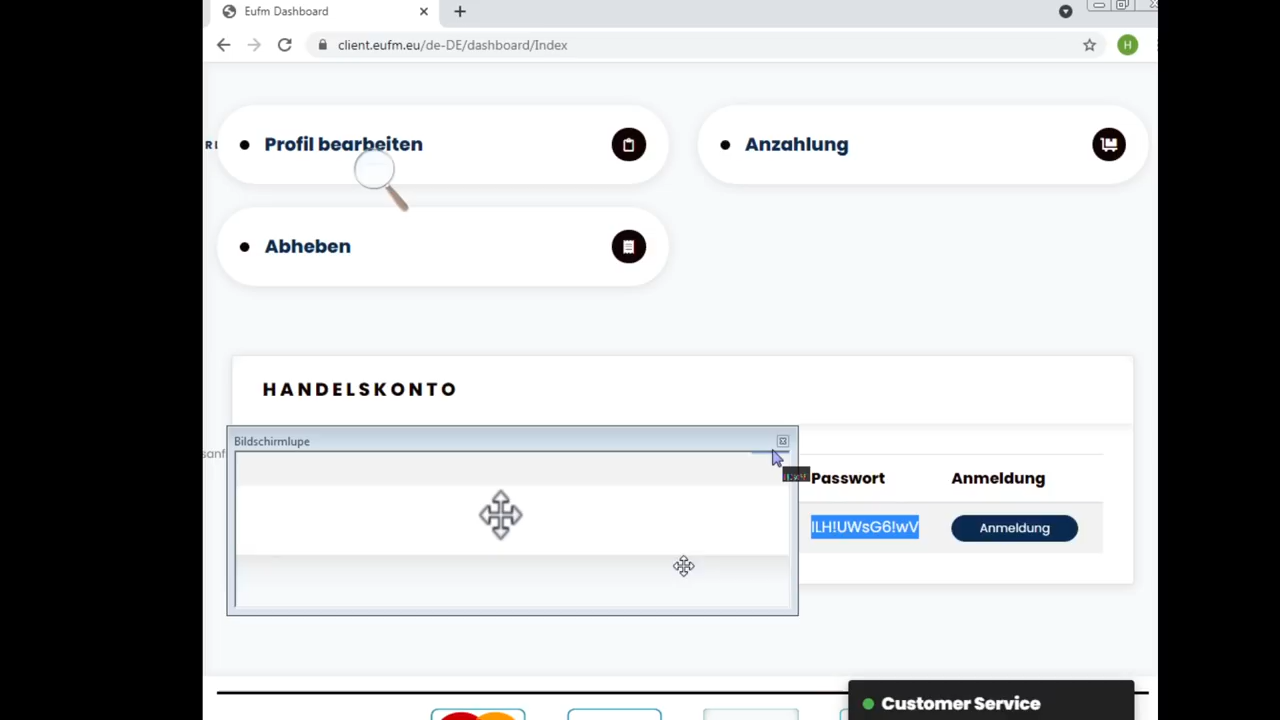 Eufm Dashboard
client.eufm.eu/de-DE/dashboard/Index
H
Profil bearbeiten
Anzahlung
Abheben
HANDELSKONTO
Bildschirmlupe
Passwort
Anmeldung
ILH!UWsG6!wV
Anmeldung
Customer Service